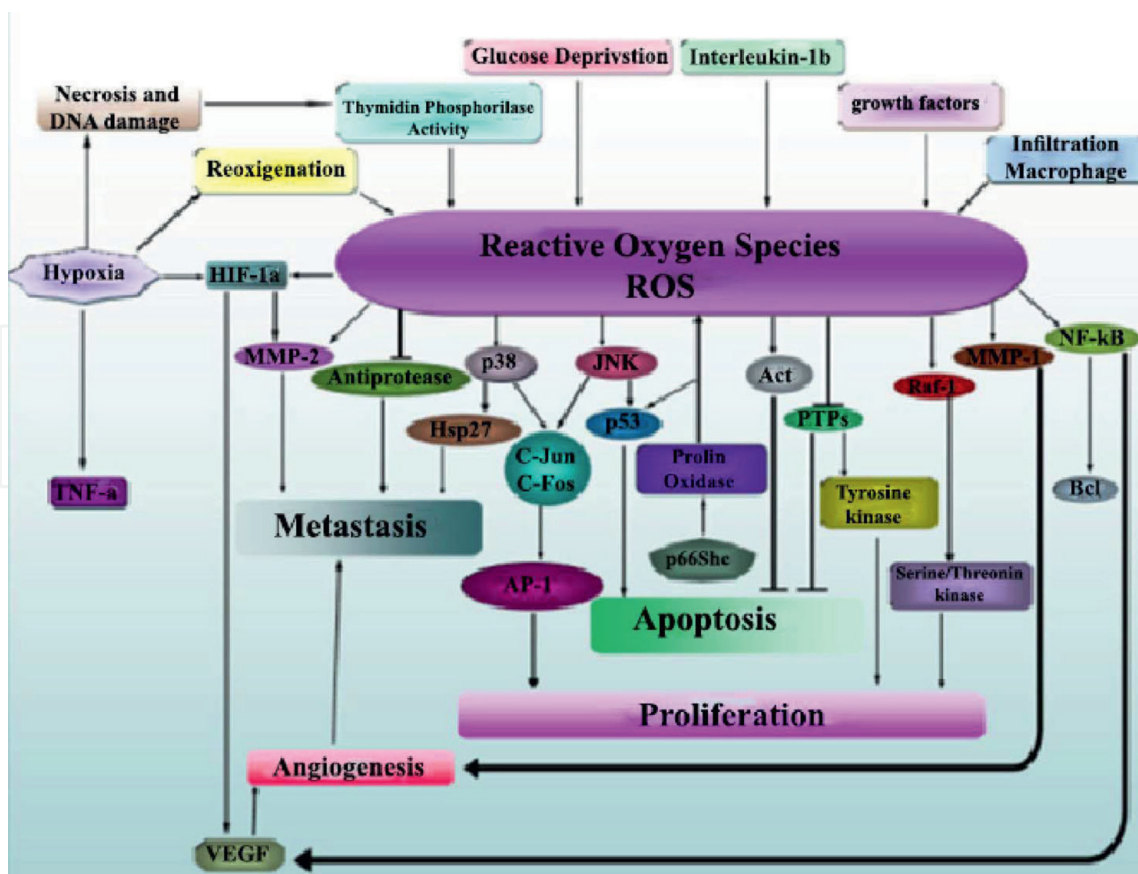 Glucose Deprivstion
Interleukin-1b
Necrosis and
DNA damage
Thymidin Phosphorilase
Activity
growth factors
Infiltration
Macrophage
Reoxigenation
Reactive Oxygen Species
ROS
Hypoxia
HIF-1a
NF-kB
MMP-2
p38
JNK
MMP-1
Antiprotease
Act
Raf-1
Hsp27
p53
PTPs
C-Jun
C-Fos
Prolin
Oxidase
TNF-a
Tyrosine
kinase
Bcl
Metastasis
p66Shc
AP-1
Serine/Threonin
kinase
Apoptosis
Proliferation
Angiogenesis
VEGF